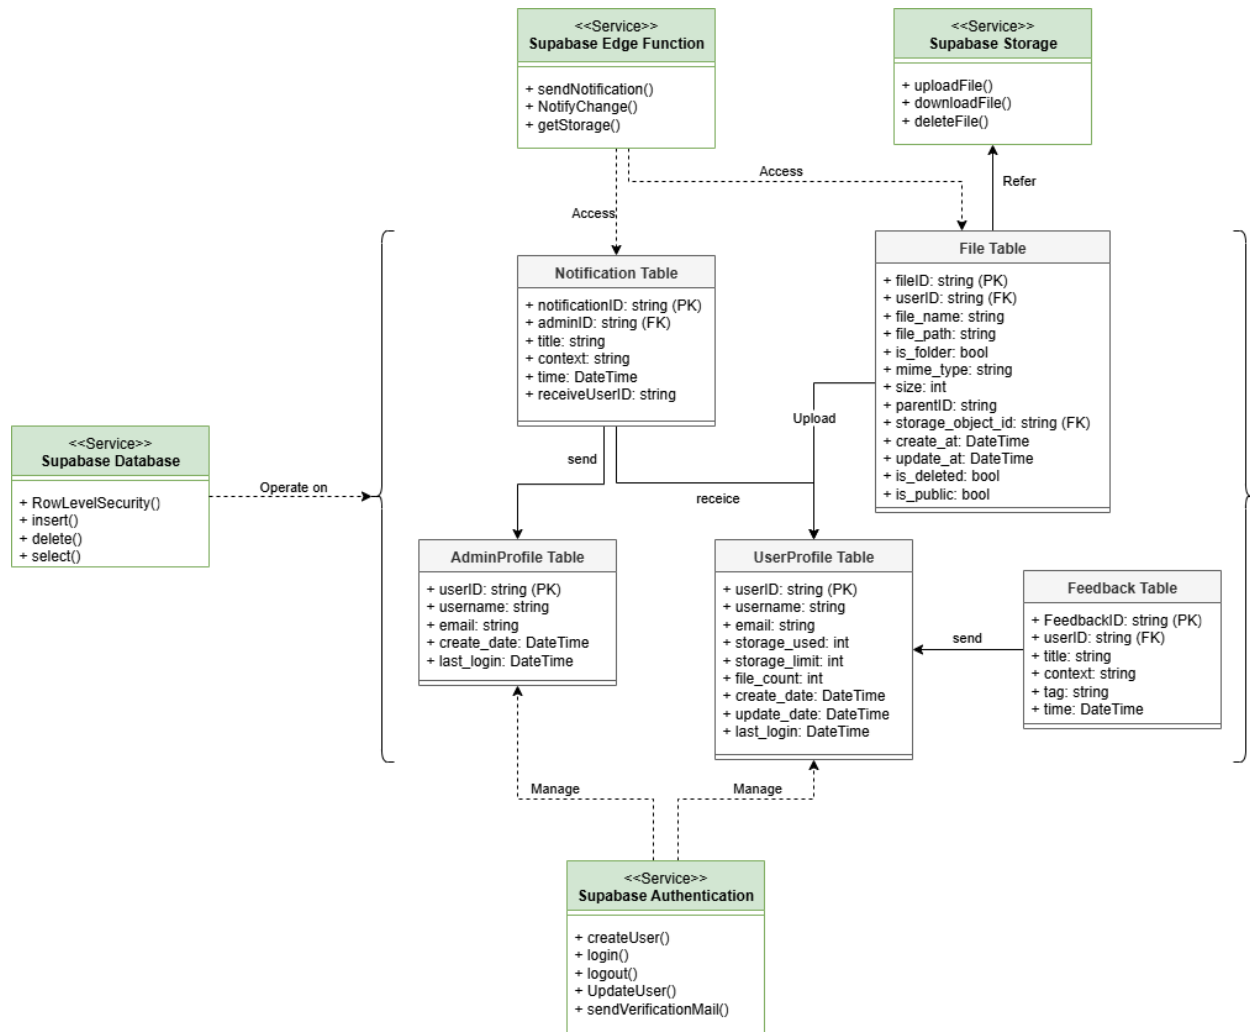 <<Service>>
Supabase Edge Function
+ sendNotification()
+ NotifyChange()
+ getStorage()
<<Service>>
Supabase Storage
+ uploadFile()
+ downloadFile()
+ deleteFile()
Access
Access
Refer
Notification Table
+ notificationID: string (PK)
+ adminID: string (FK)
+ title: string
+ context: string
+ time: DateTime
+ receiveUserID: string
File Table
+ fileID: string (PK)
+ userID: string (FK)
+ file_name: string
+ file_path: string
+ is_folder: bool
+ mime_type: string
+ size: int
+ parentID: string
+ storage_object_id: string (FK)
+ create_at: DateTime
+ update_at: DateTime
+ is_deleted: bool
+ is_public: bool
Upload
send
receice
<<Service>>
Supabase Database
+ RowLevelSecurity()
+ insert()
+ delete()
+ select()
Operate on
AdminProfile Table
+ userID: string (PK)
+ username: string
+ email: string
+ create_date: DateTime
+ last_login: DateTime
UserProfile Table
+ userID: string (PK)
+ username: string
+ email: string
+ storage_used: int
+ storage_limit: int
+ file_count: int
+ create_date: DateTime
+ update_date: DateTime
+ last_login: DateTime
send
Feedback Table
+ FeedbackID: string (PK)
+ userID: string (FK)
+ title: string
+ context: string
+ tag: string
+ time: DateTime
Manage
Manage
<<Service>>
Supabase Authentication
+ createUser()
+ login()
+ logout()
+ UpdateUser()
+ sendVerificationMail()